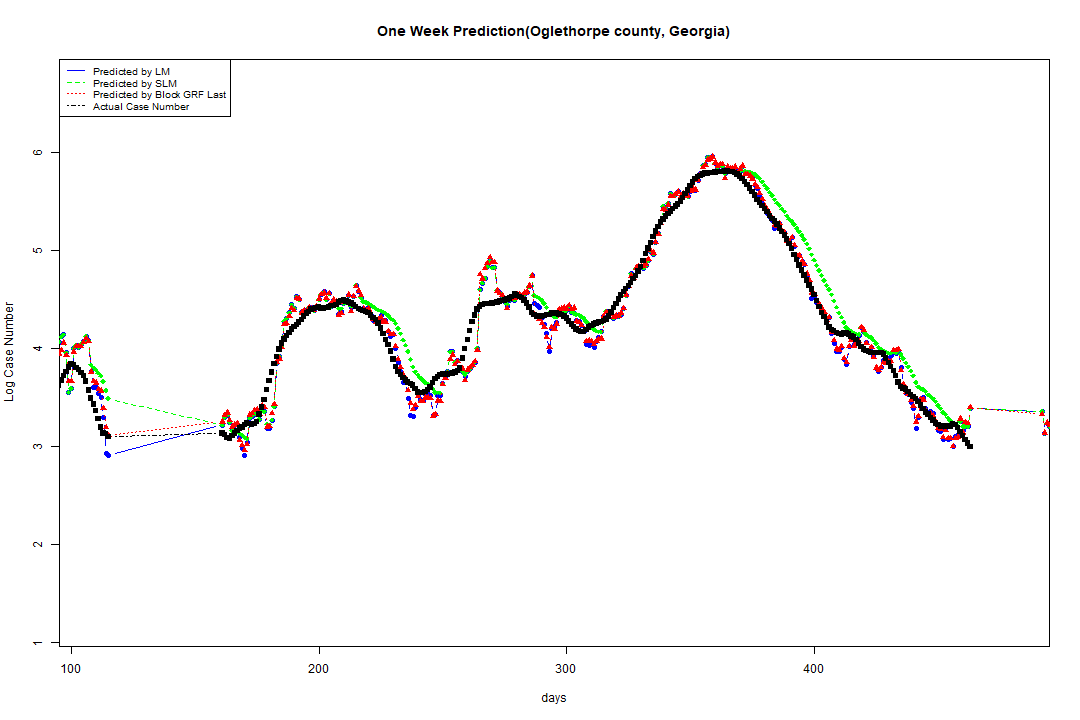 One Week Prediction(Oglethorpe county, Georgia)
Predicted by LM
Predicted by SLM
Predicted by Block GRF Last
Actual Case Number
6
5
4
3
2
1
Log Case Number
100 200 300 400
days